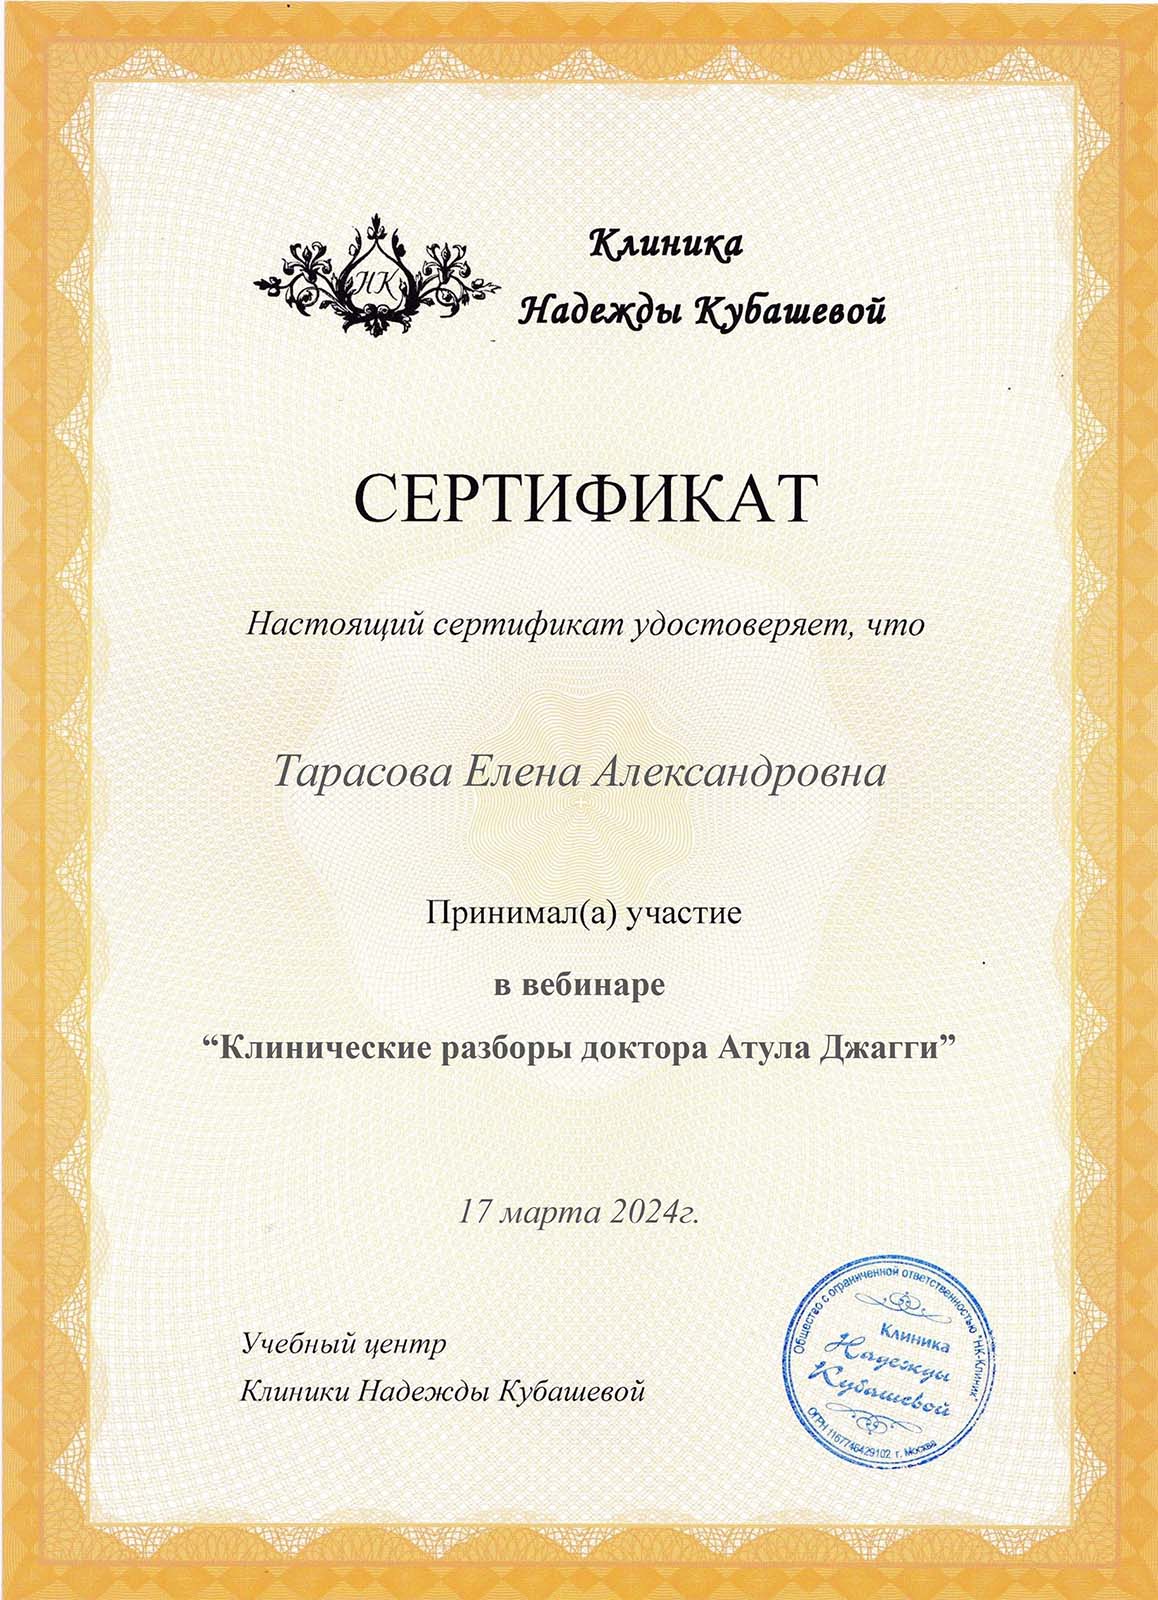 НК
Клиника
Надежды Кубашевой
СЕРТИФИКАТ
Настоящий сертификат удостоверяет, что
Тарасова Елена Александровна
Принимал(а) участие
в вебинаре
“Клинические разборы доктора Атула Джагги”
17 марта 2024г.
Учебный центр
Клиники Надежды Кубашевой
Общество с ограниченной ответственностью "НК-Клиник"
Клиника
Надежды
Кубашевой
ОГРН 1167746429102 г. Москва